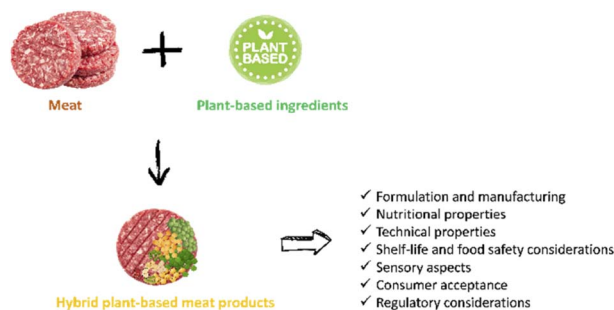 PLANT
BASED
Meat
Plant-based ingredients
Hybrid plant-based meat products
✓ Formulation and manufacturing
✓ Nutritional properties
✓ Technical properties
✓ Shelf-life and food safety considerations
✓ Sensory aspects
✓ Consumer acceptance
✓ Regulatory considerations